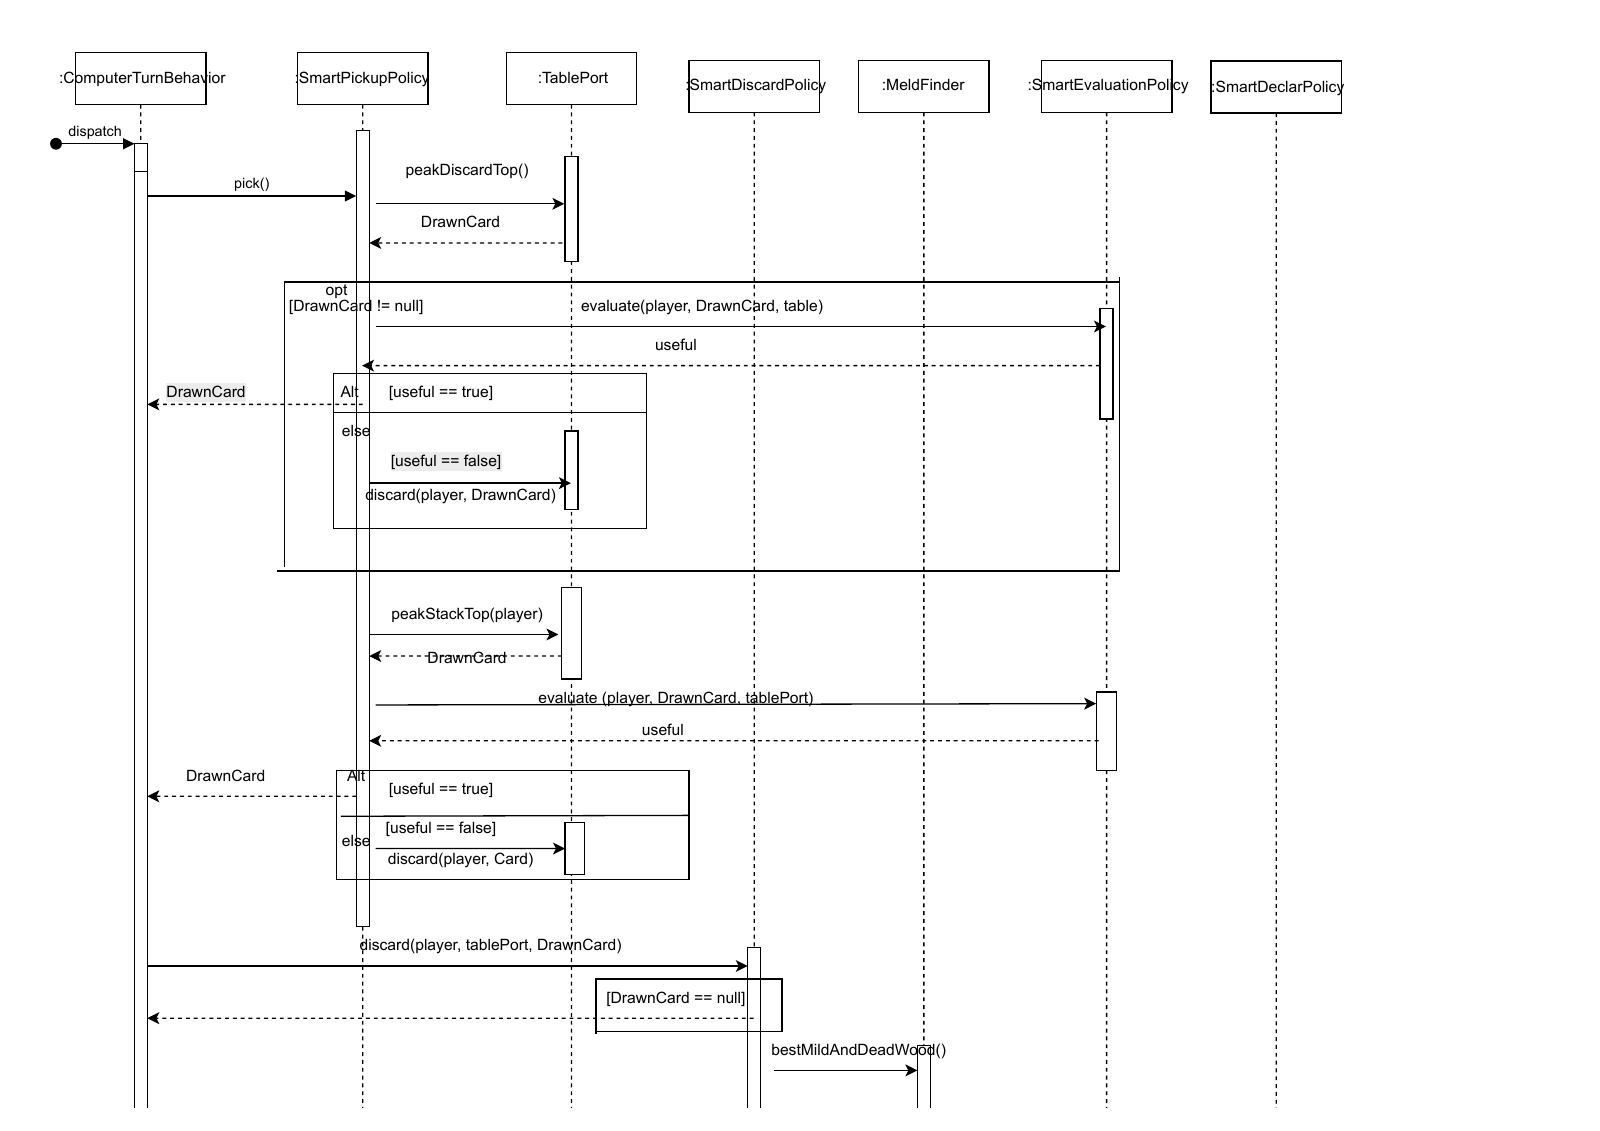 :ComputerTurnBehavior
:SmartPickupPolicy
:TablePort
:SmartDiscardPolicy
:MeldFinder
:SmartEvaluationPolicy
:SmartDeclarPolicy
dispatch
pick()
peakDiscardTop()
DrawnCard
opt
[DrawnCard != null]
evaluate(player, DrawnCard, table)
useful
DrawnCard
Alt
[useful == true]
else
[useful == false]
discard(player, DrawnCard)
peakStackTop(player)
DrawnCard
evaluate (player, DrawnCard, tablePort)
useful
DrawnCard
Alt
[useful == true]
[useful == false]
else
discard(player, Card)
discard(player, tablePort, DrawnCard)
[DrawnCard == null]
bestMildAndDeadWood()